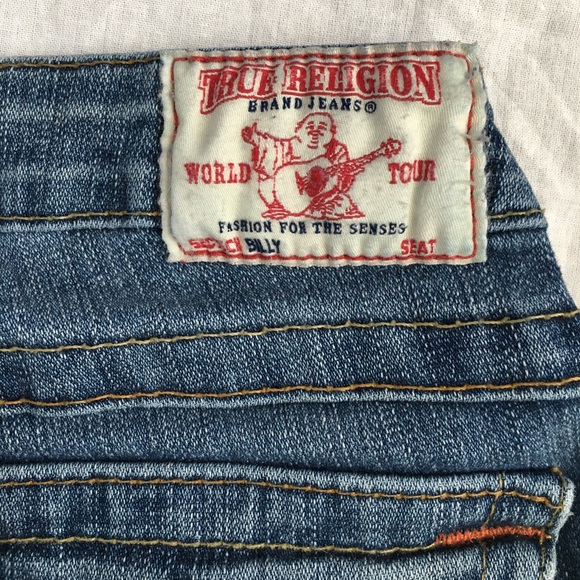 TRUE RELIGION
BRAND JEANS®
WORLD TOUR
FASHION FOR THE SENSES
BILLY SEAT